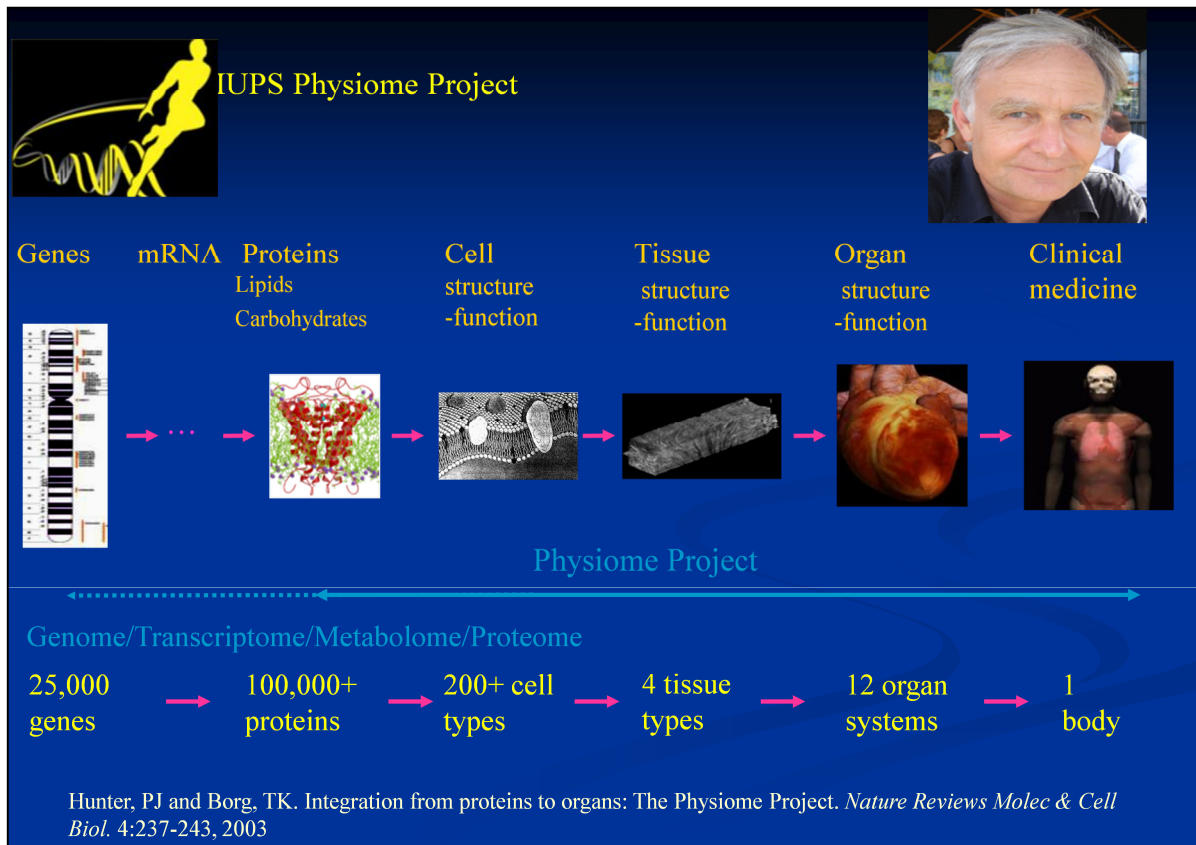 IUPS Physiome Project
Genes
mRNA
Proteins
Lipids
Carbohydrates
Cell
structure
-function
Tissue
structure
-function
Organ
structure
-function
Clinical
medicine
...
Physiome Project
Genome/Transcriptome/Metabolome/Proteome
25,000
genes
100,000+
proteins
200+ cell
types
4 tissue
types
12 organ
systems
1
body
Hunter, PJ and Borg, TK. Integration from proteins to organs: The Physiome Project. Nature Reviews Molec & Cell
Biol. 4:237-243, 2003